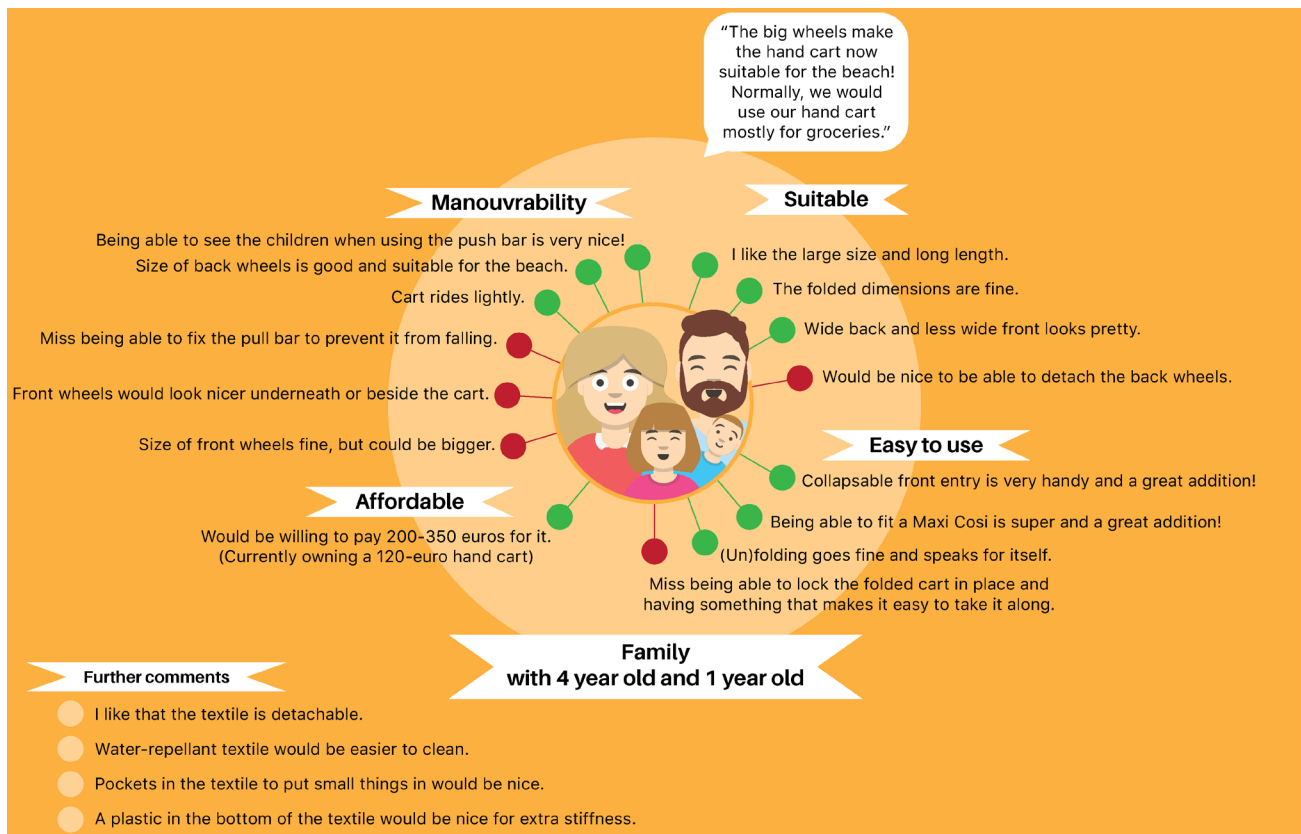 “The big wheels make
the hand cart now
suitable for the beach!
Normally, we would
use our hand cart
mostly for groceries.”
Manouvrability
Being able to see the children when using the push bar is very nice!
Size of back wheels is good and suitable for the beach.
Cart rides lightly.
Miss being able to fix the pull bar to prevent it from falling.
Front wheels would look nicer underneath or beside the cart.
Size of front wheels fine, but could be bigger.
Suitable
I like the large size and long length.
The folded dimensions are fine.
Wide back and less wide front looks pretty.
Would be nice to be able to detach the back wheels.
Easy to use
Collapsable front entry is very handy and a great addition!
Being able to fit a Maxi Cosi is super and a great addition!
(Un)folding goes fine and speaks for itself.
Miss being able to lock the folded cart in place and
having something that makes it easy to take it along.
Affordable
Would be willing to pay 200-350 euros for it.
(Currently owning a 120-euro hand cart)
Family
with 4 year old and 1 year old
Further comments
I like that the textile is detachable.
Water-repellant textile would be easier to clean.
Pockets in the textile to put small things in would be nice.
A plastic in the bottom of the textile would be nice for extra stiffness.